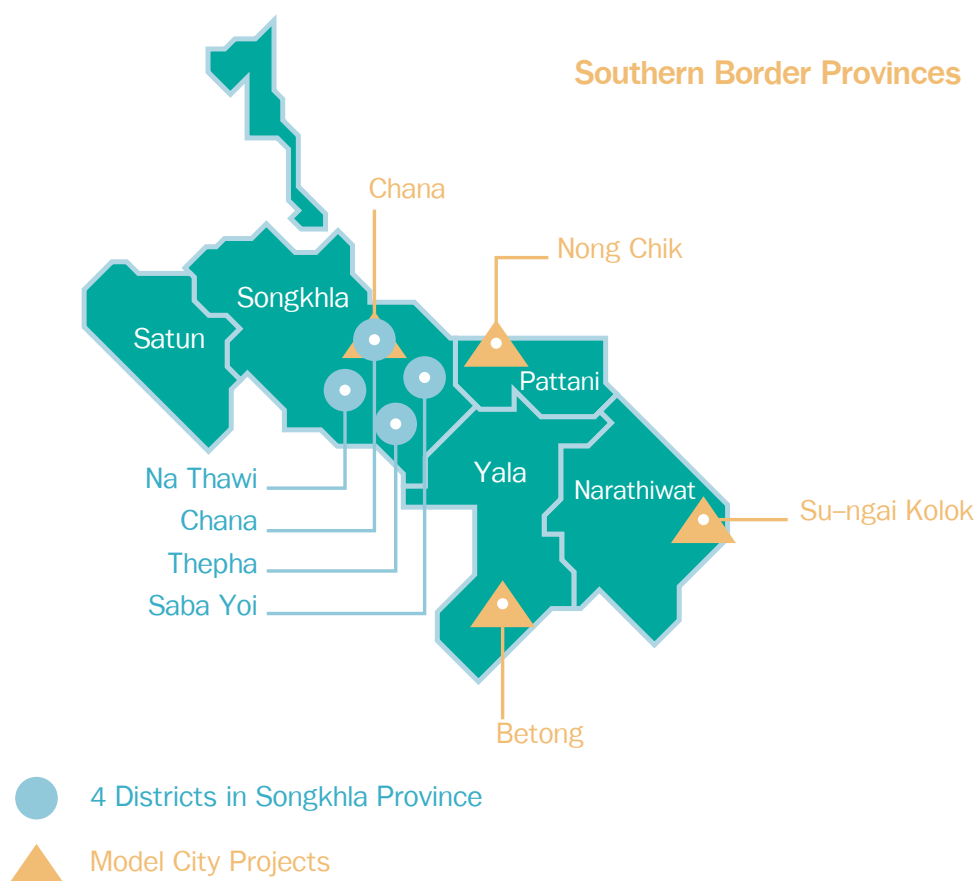 Southern Border Provinces
Chana
Nong Chik
Songkhla
Satun
Pattani
Yala
Narathiwat
Na Thawi
Chana
Thepha
Saba Yoi
Su–ngai Kolok
Betong
4 Districts in Songkhla Province
Model City Projects